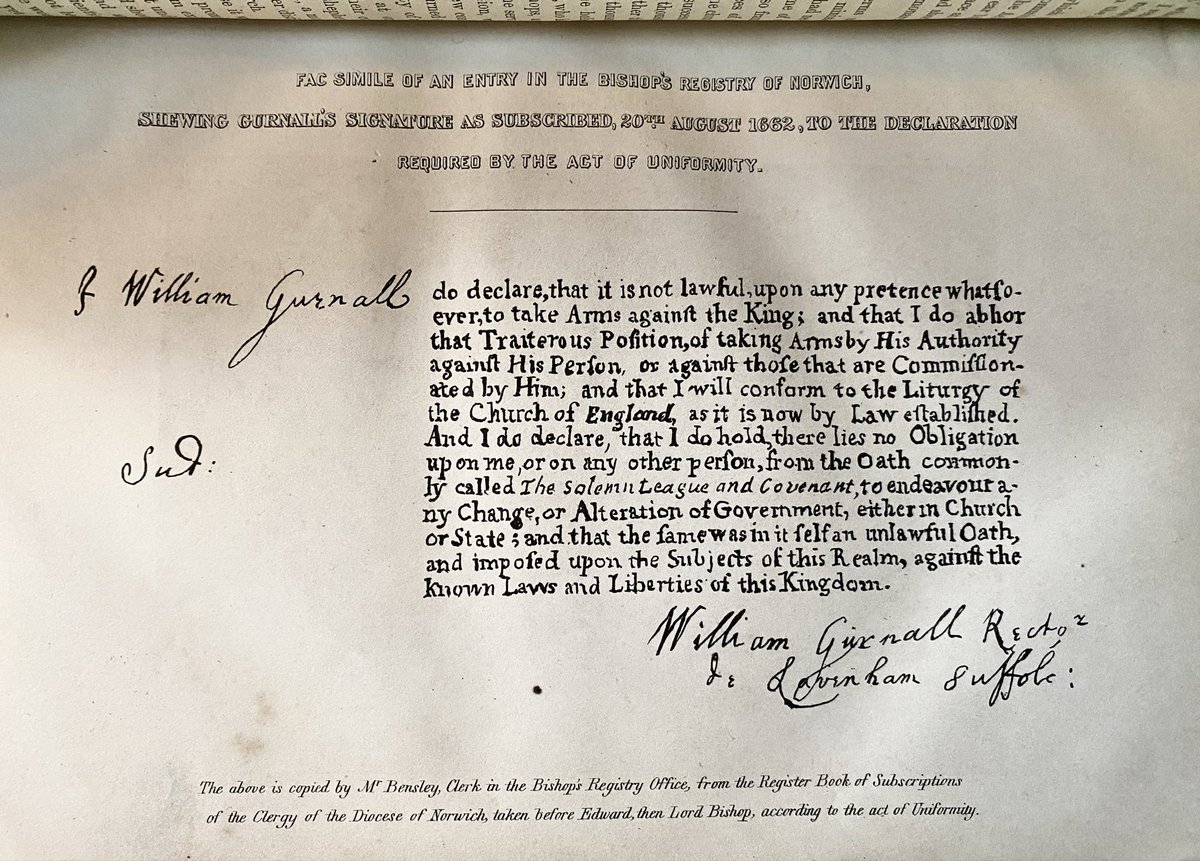 FAC SIMILE OF AN ENTRY IN THE BISHOP'S REGISTRY OF NORWICH,
SHEWING GURNALL'S SIGNATURE AS SUBSCRIBED, 20TH AUGUST 1662, TO THE DECLARATION
REQUIRED BY THE ACT OF UNIFORMITY.
I William Gurnall
do declare, that it is not lawful, upon any pretence whatſo-
ever, to take Arms againſt the King; and that I do abhor
that Traiterous Poſition, of taking Arms by His Authority
againſt His Perſon, or againſt thoſe that are Commiſſion-
ated by Him; and that I will conform to the Liturgy of
the Church of England, as it is now by Law eſtabliſhed.
And I do declare, that I do hold, there lies no Obligation
upon me, or on any other perſon, from the Oath common-
ly called The Solemn League and Covenant, to endeavour a-
ny Change, or Alteration of Government, either in Church
or State; and that the ſame was in it ſelf an unlawful Oath,
and impoſed upon the Subjects of this Realm, againſt the
known Laws and Liberties of this Kingdom.
Sud:
William Gurnall Rector
de Lavenham Suffolc:
The above is copied by Mr Bensley, Clerk in the Bishop's Registry Office, from the Register Book of Subscriptions
of the Clergy of the Diocese of Norwich, taken before Edward, then Lord Bishop, according to the act of Uniformity.